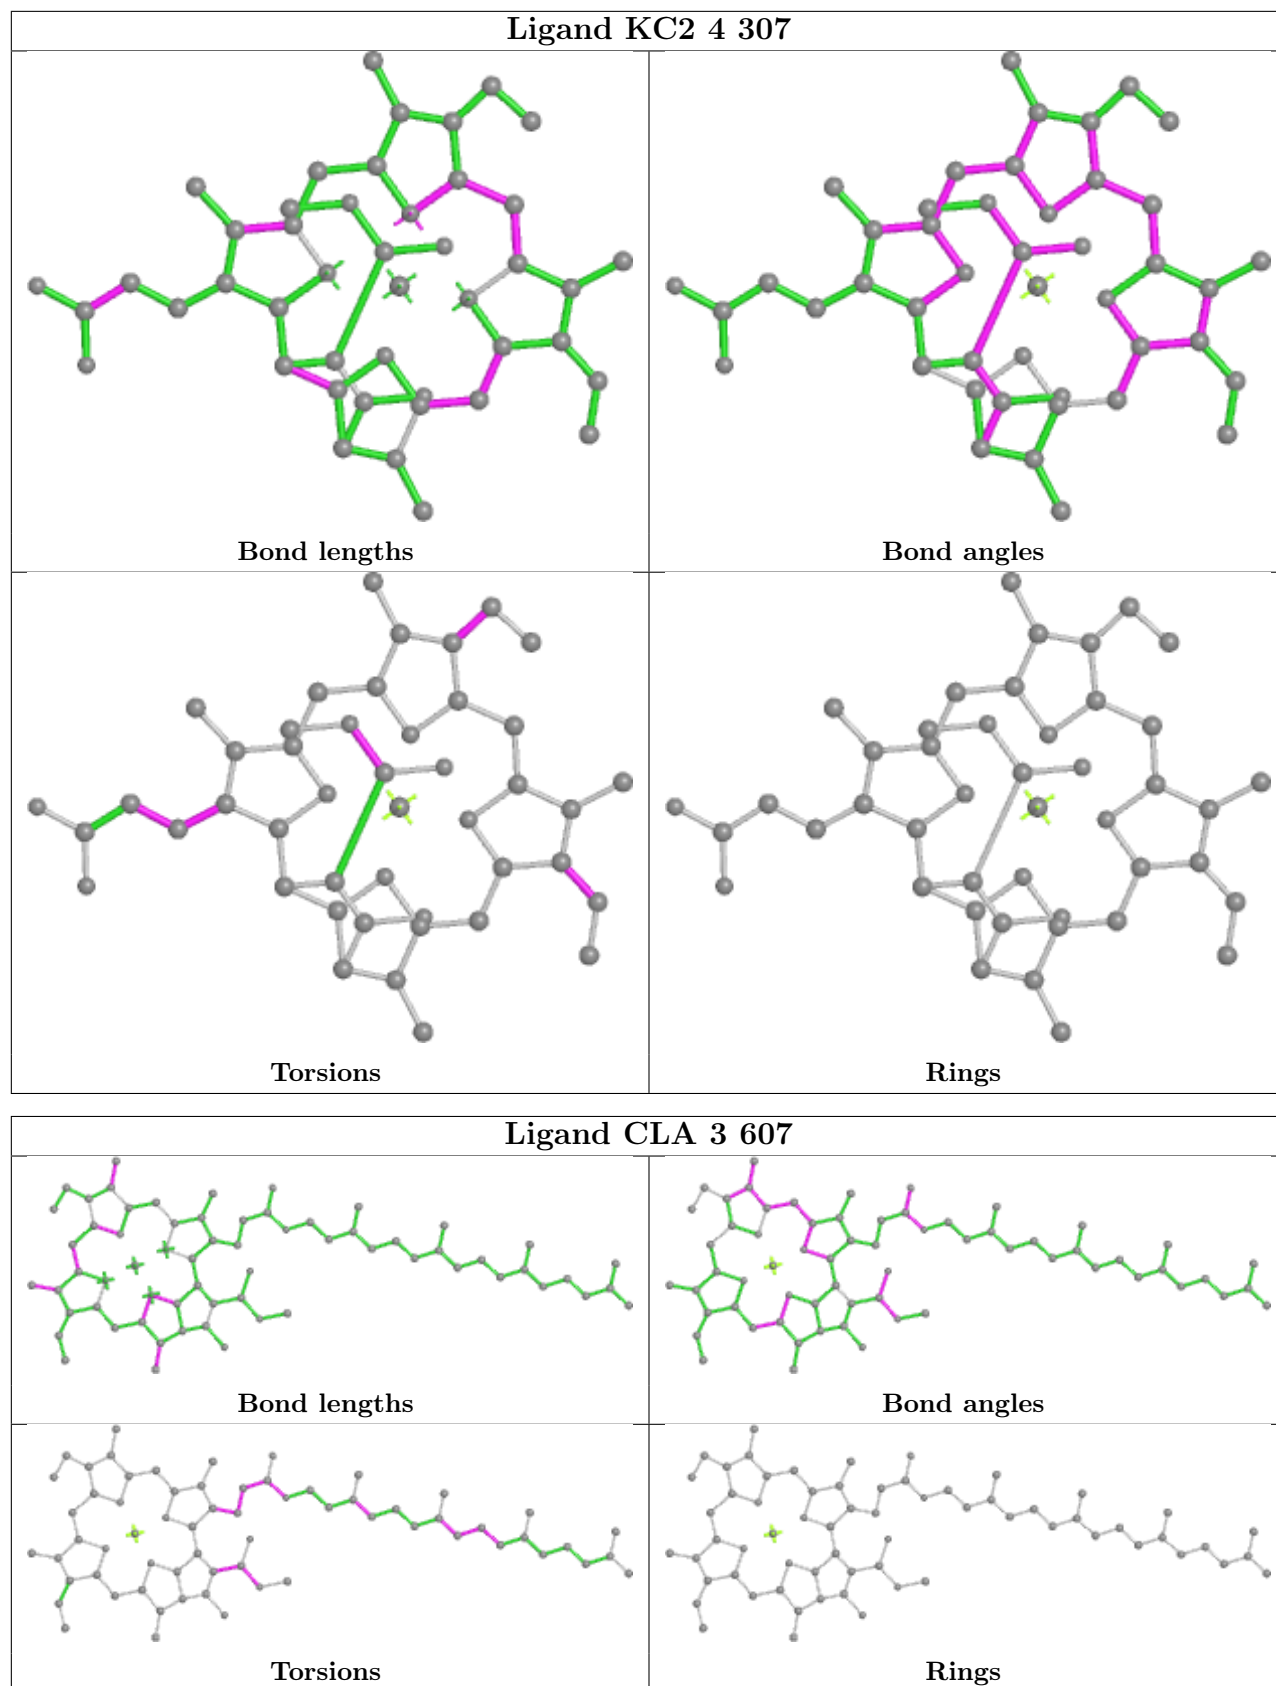 Ligand KC2 4 307
Bond lengths
Bond angles
Torsions
Rings
Ligand CLA 3 607
Bond lengths
Bond angles
Torsions
Rings